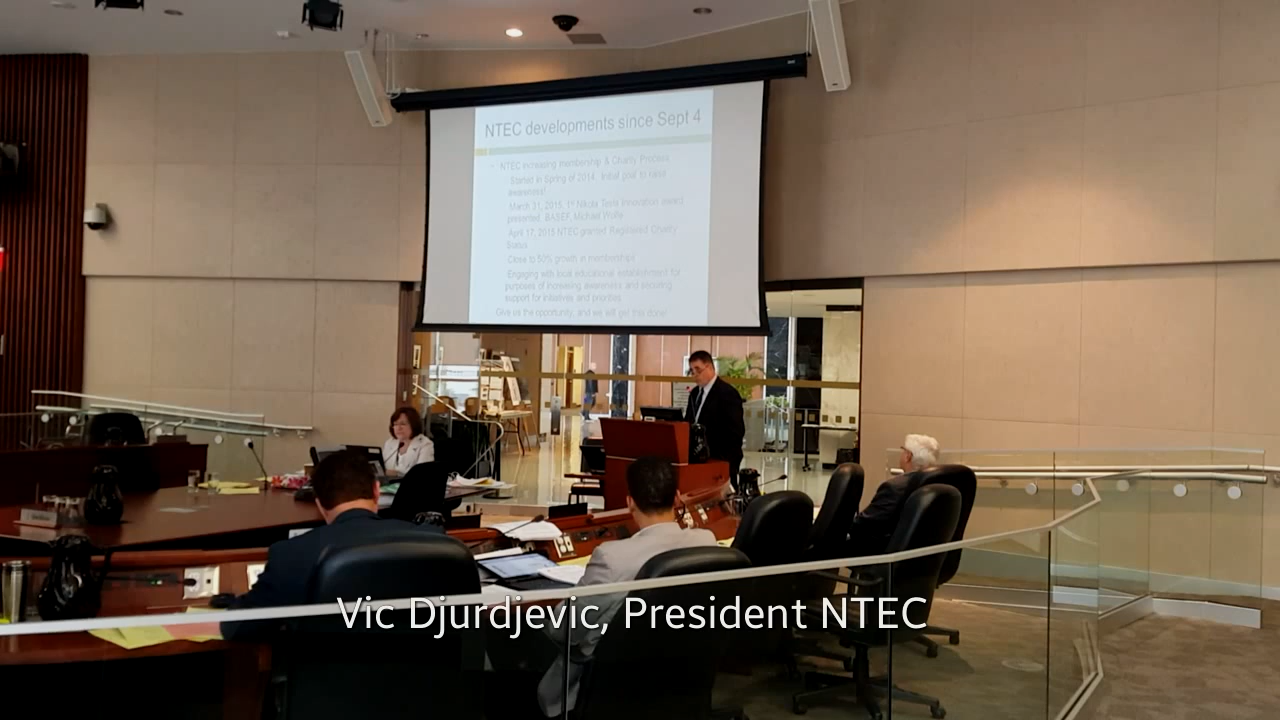 NTEC developments since Sept 4
NTEC increasing membership & Charity Process
Started in Spring of 2014. Initial goal to raise
awareness!
March 31, 2015, 1st Nikola Tesla Innovation award
presented, BASEF, Michael Wolfe
April 17, 2015 NTEC granted Registered Charity
Status
Close to 50% growth in memberships
Engaging with local educational establishment for
purposes of increasing awareness and securing
support for initiatives and priorities
Give us the opportunity, and we will get this done!
Vic Djurdjevic, President NTEC